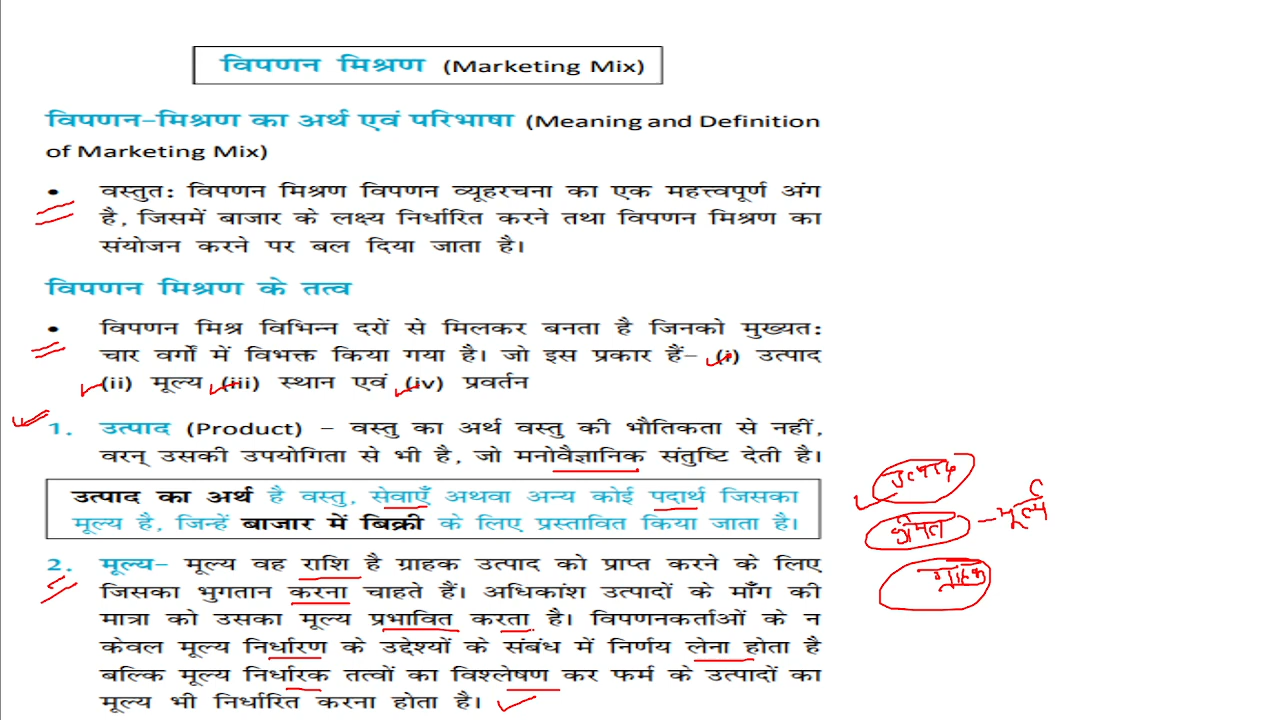 विपणन मिश्रण (Marketing Mix)
विपणन-मिश्रण का अर्थ एवं परिभाषा (Meaning and Definition
of Marketing Mix)
• वस्तुत: विपणन मिश्रण विपणन व्यूहरचना का एक महत्त्वपूर्ण अंग
है, जिसमें बाजार के लक्ष्य निर्धारित करने तथा विपणन मिश्रण का
संयोजन करने पर बल दिया जाता है।
विपणन मिश्रण के तत्व
• विपणन मिश्र विभिन्न दरों से मिलकर बनता है जिनको मुख्यत:
चार वर्गों में विभक्त किया गया है। जो इस प्रकार हैं- (i) उत्पाद
(ii) मूल्य (iii) स्थान एवं (iv) प्रवर्तन
1. उत्पाद (Product) – वस्तु का अर्थ वस्तु की भौतिकता से नहीं,
वरन् उसकी उपयोगिता से भी है, जो मनोवैज्ञानिक संतुष्टि देती है।
उत्पाद का अर्थ है वस्तु, सेवाएँ अथवा अन्य कोई पदार्थ जिसका
मूल्य है, जिन्हें बाजार में बिक्री के लिए प्रस्तावित किया जाता है।
2. मूल्य- मूल्य वह राशि है ग्राहक उत्पाद को प्राप्त करने के लिए
जिसका भुगतान करना चाहते हैं। अधिकांश उत्पादों के माँग की
मात्रा को उसका मूल्य प्रभावित करता है। विपणनकर्ताओं के न
केवल मूल्य निर्धारण के उद्देश्यों के संबंध में निर्णय लेना होता है
बल्कि मूल्य निर्धारक तत्वों का विश्लेषण कर फर्म के उत्पादों का
मूल्य भी निर्धारित करना होता है।
उत्पाद
कीमत – मूल्य
ग्राहक